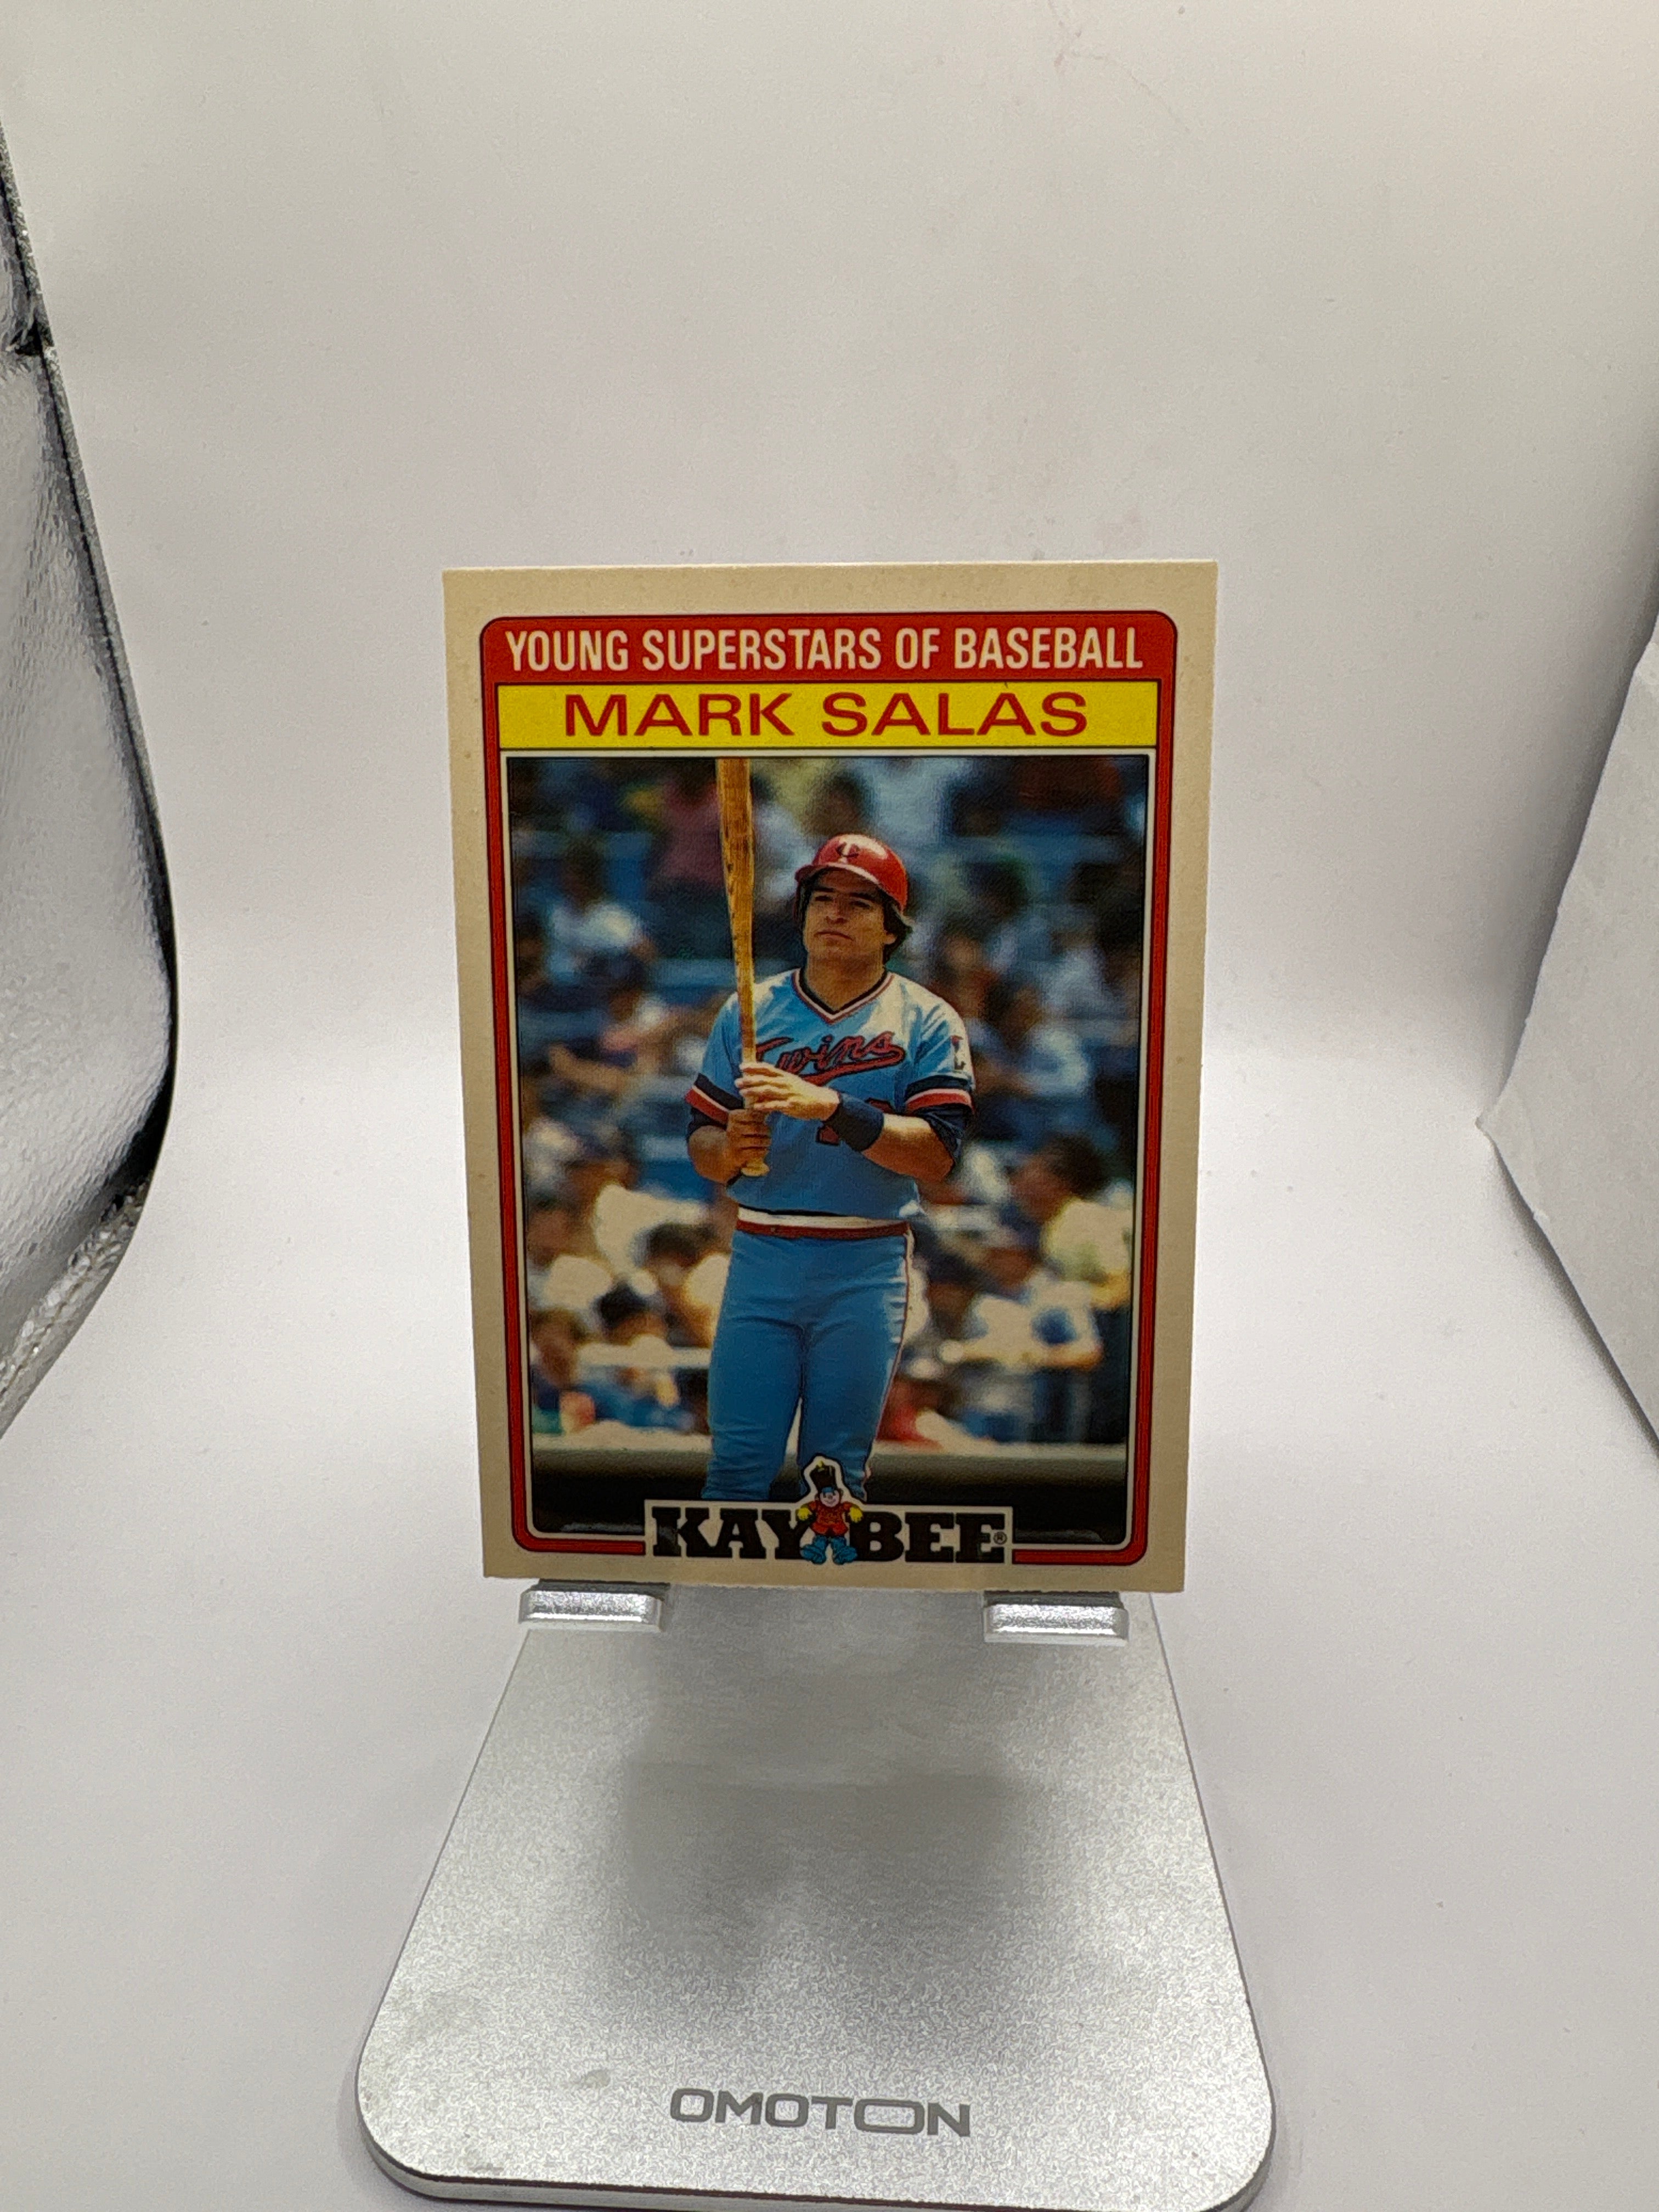 YOUNG SUPERSTARS OF BASEBALL
MARK SALAS
Twins
KAY BEE®
OMOTON